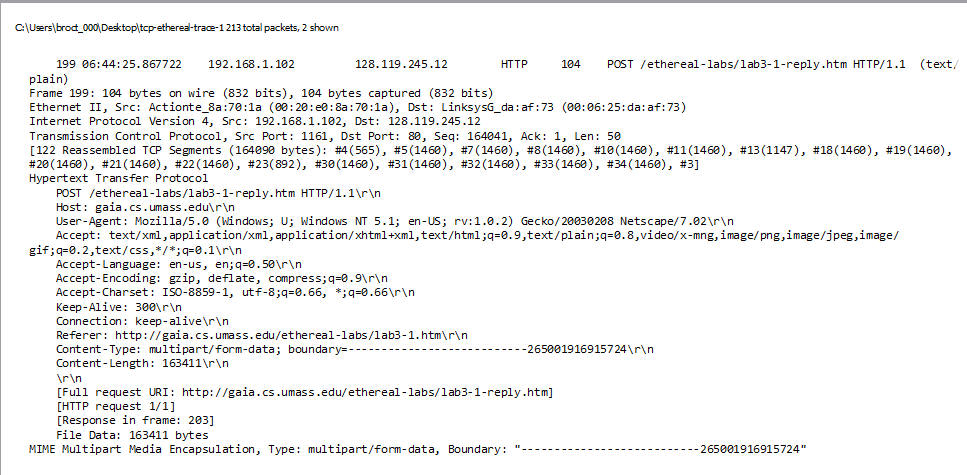 C:\Users\broct_000\Desktop\tcp-ethereal-trace-1 213 total packets, 2 shown
199 06:44:25.867722 192.168.1.102 128.119.245.12 HTTP 104 POST /ethereal-labs/lab3-1-reply.htm HTTP/1.1 (text/
plain)
Frame 199: 104 bytes on wire (832 bits), 104 bytes captured (832 bits)
Ethernet II, Src: Actionte_8a:70:1a (00:20:e0:8a:70:1a), Dst: LinksysG_da:af:73 (00:06:25:da:af:73)
Internet Protocol Version 4, Src: 192.168.1.102, Dst: 128.119.245.12
Transmission Control Protocol, Src Port: 1161, Dst Port: 80, Seq: 164041, Ack: 1, Len: 50
[122 Reassembled TCP Segments (164090 bytes): #4(565), #5(1460), #7(1460), #8(1460), #10(1460), #11(1460), #13(1147), #18(1460), #19(1460),
#20(1460), #21(1460), #22(1460), #23(892), #30(1460), #31(1460), #32(1460), #33(1460), #34(1460), #3]
Hypertext Transfer Protocol
POST /ethereal-labs/lab3-1-reply.htm HTTP/1.1\r\n
Host: gaia.cs.umass.edu\r\n
User-Agent: Mozilla/5.0 (Windows; U; Windows NT 5.1; en-US; rv:1.0.2) Gecko/20030208 Netscape/7.02\r\n
Accept: text/xml,application/xml,application/xhtml+xml,text/html;q=0.9,text/plain;q=0.8,video/x-mng,image/png,image/jpeg,image/
gif;q=0.2,text/css,*/*;q=0.1\r\n
Accept-Language: en-us, en;q=0.50\r\n
Accept-Encoding: gzip, deflate, compress;q=0.9\r\n
Accept-Charset: ISO-8859-1, utf-8;q=0.66, *;q=0.66\r\n
Keep-Alive: 300\r\n
Connection: keep-alive\r\n
Referer: http://gaia.cs.umass.edu/ethereal-labs/lab3-1.htm\r\n
Content-Type: multipart/form-data; boundary=---------------------------265001916915724\r\n
Content-Length: 163411\r\n
\r\n
[Full request URI: http://gaia.cs.umass.edu/ethereal-labs/lab3-1-reply.htm]
[HTTP request 1/1]
[Response in frame: 203]
File Data: 163411 bytes
MIME Multipart Media Encapsulation, Type: multipart/form-data, Boundary: "---------------------------265001916915724"